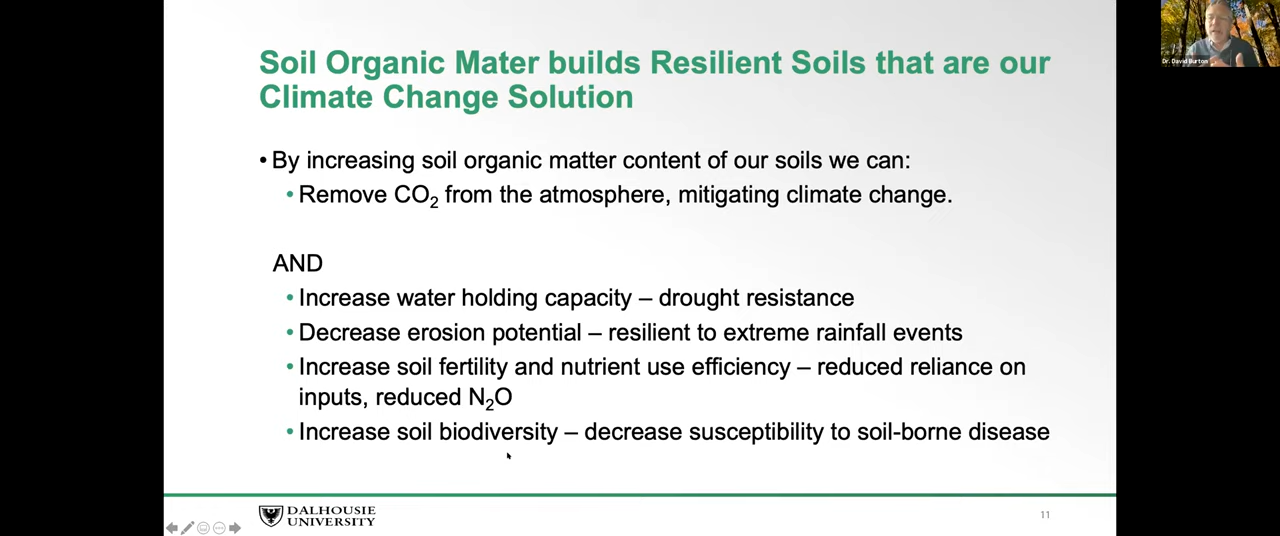 Soil Organic Mater builds Resilient Soils that are our
Climate Change Solution
• By increasing soil organic matter content of our soils we can:
• Remove CO₂ from the atmosphere, mitigating climate change.
AND
• Increase water holding capacity – drought resistance
• Decrease erosion potential – resilient to extreme rainfall events
• Increase soil fertility and nutrient use efficiency – reduced reliance on
inputs, reduced N₂O
• Increase soil biodiversity – decrease susceptibility to soil-borne disease
DALHOUSIE
UNIVERSITY
11
Dr. David Burton